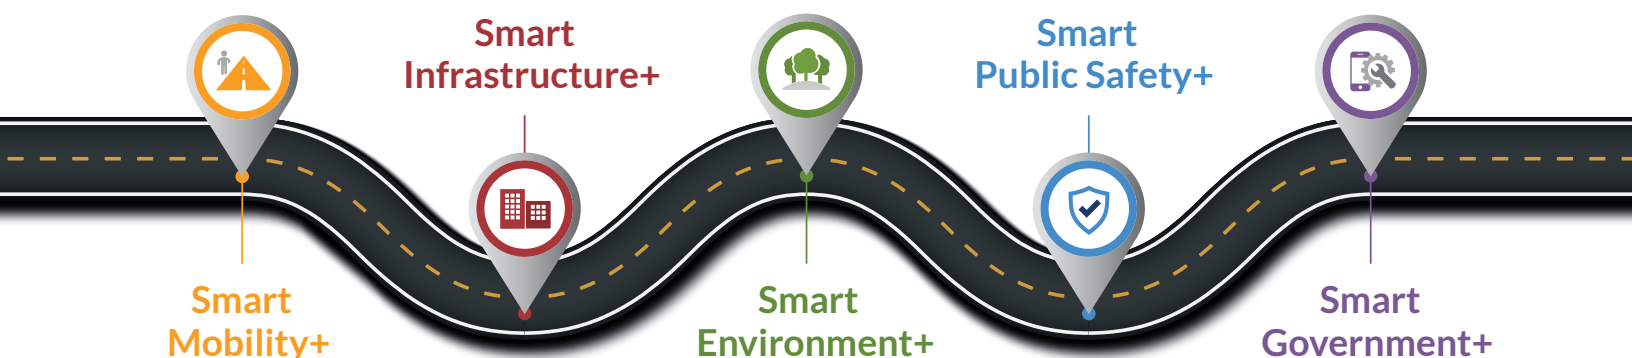 Smart
Mobility+
Smart
Infrastructure+
Smart
Environment+
Smart
Public Safety+
Smart
Government+